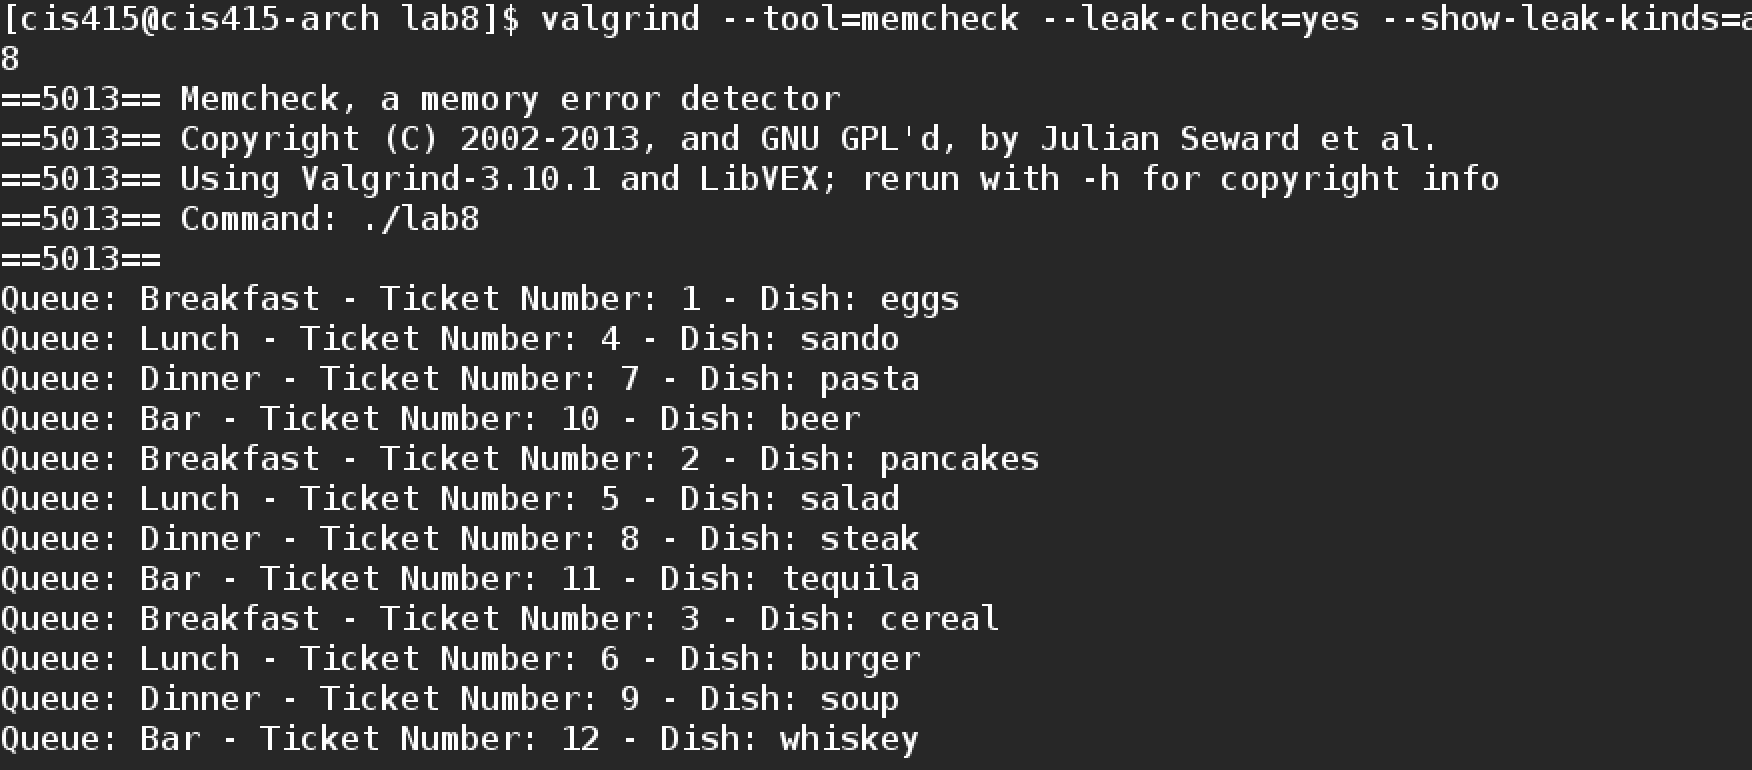 [cis415@cis415-arch lab8]$ valgrind --tool=memcheck --leak-check=yes --show-leak-kinds=a
8
==5013== Memcheck, a memory error detector
==5013== Copyright (C) 2002-2013, and GNU GPL'd, by Julian Seward et al.
==5013== Using Valgrind-3.10.1 and LibVEX; rerun with -h for copyright info
==5013== Command: ./lab8
==5013==
Queue: Breakfast - Ticket Number: 1 - Dish: eggs
Queue: Lunch - Ticket Number: 4 - Dish: sando
Queue: Dinner - Ticket Number: 7 - Dish: pasta
Queue: Bar - Ticket Number: 10 - Dish: beer
Queue: Breakfast - Ticket Number: 2 - Dish: pancakes
Queue: Lunch - Ticket Number: 5 - Dish: salad
Queue: Dinner - Ticket Number: 8 - Dish: steak
Queue: Bar - Ticket Number: 11 - Dish: tequila
Queue: Breakfast - Ticket Number: 3 - Dish: cereal
Queue: Lunch - Ticket Number: 6 - Dish: burger
Queue: Dinner - Ticket Number: 9 - Dish: soup
Queue: Bar - Ticket Number: 12 - Dish: whiskey